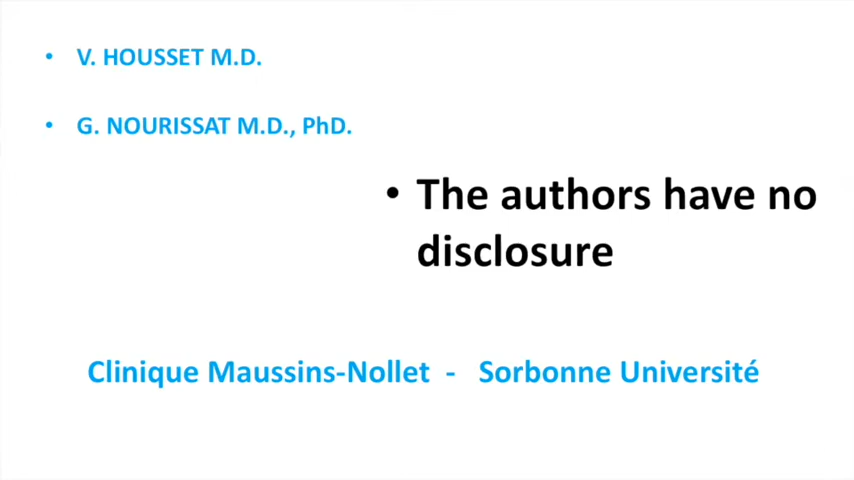 • V. HOUSSET M.D.
• G. NOURISSAT M.D., PhD.
• The authors have no
disclosure
Clinique Maussins-Nollet - Sorbonne Université